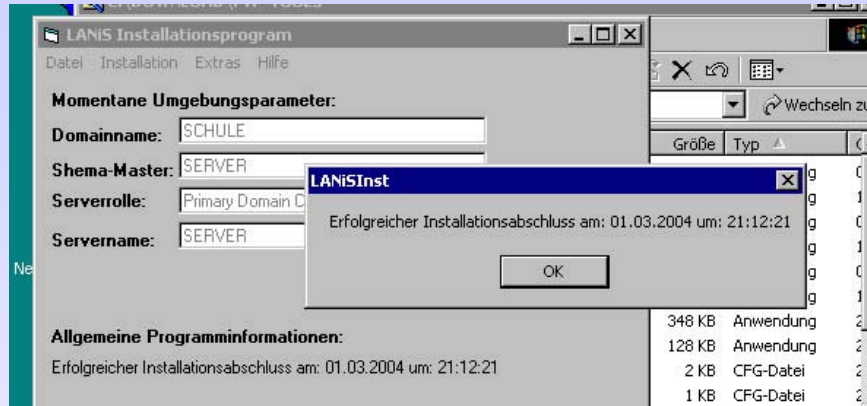 LANiS Installationsprogram
Datei Installation Extras Hilfe
Momentane Umgebungsparameter:
Domainname: SCHULE
Shema-Master: SERVER
Serverrolle: Primary Domain
Servername: SERVER
LANiSInst
Erfolgreicher Installationsabschluss am: 01.03.2004 um: 21:12:21
OK
Allgemeine Programminformationen:
Erfolgreicher Installationsabschluss am: 01.03.2004 um: 21:12:21
Wechseln
Größe Typ
348 KB Anwendung
128 KB Anwendung
2 KB CFG-Datei
1 KB CFG-Datei